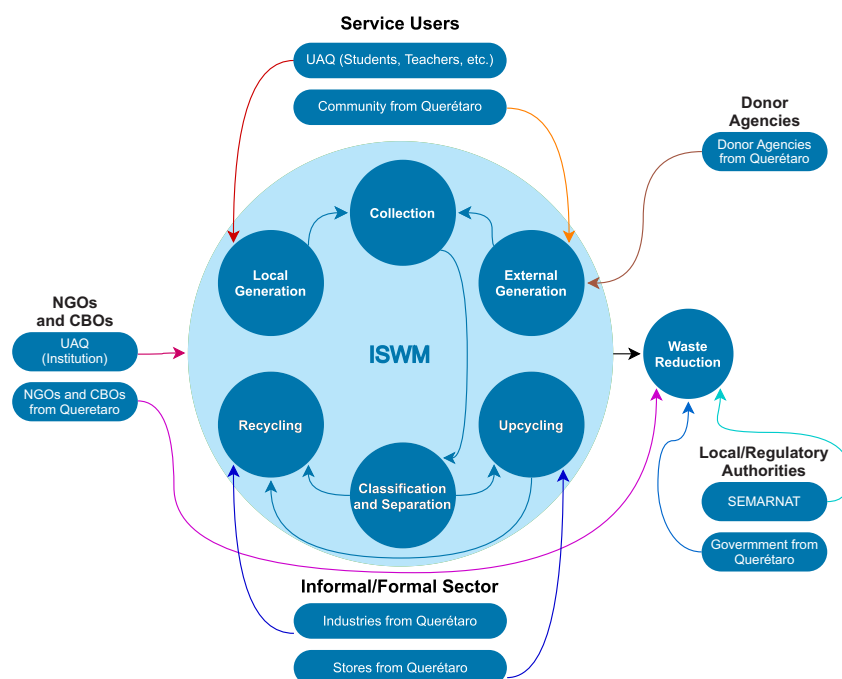 Service Users
UAQ (Students, Teachers, etc.)
Community from Querétaro
Donor
Agencies
Donor Agencies
from Querétaro
Collection
Local
Generation
External
Generation
NGOs
and CBOs
UAQ
(Institution)
NGOs and CBOs
from Queretaro
ISWM
Waste
Reduction
Recycling
Upcycling
Classification
and Separation
Local/Regulatory
Authorities
SEMARNAT
Govermment from
Querétaro
Informal/Formal Sector
Industries from Querétaro
Stores from Querétaro